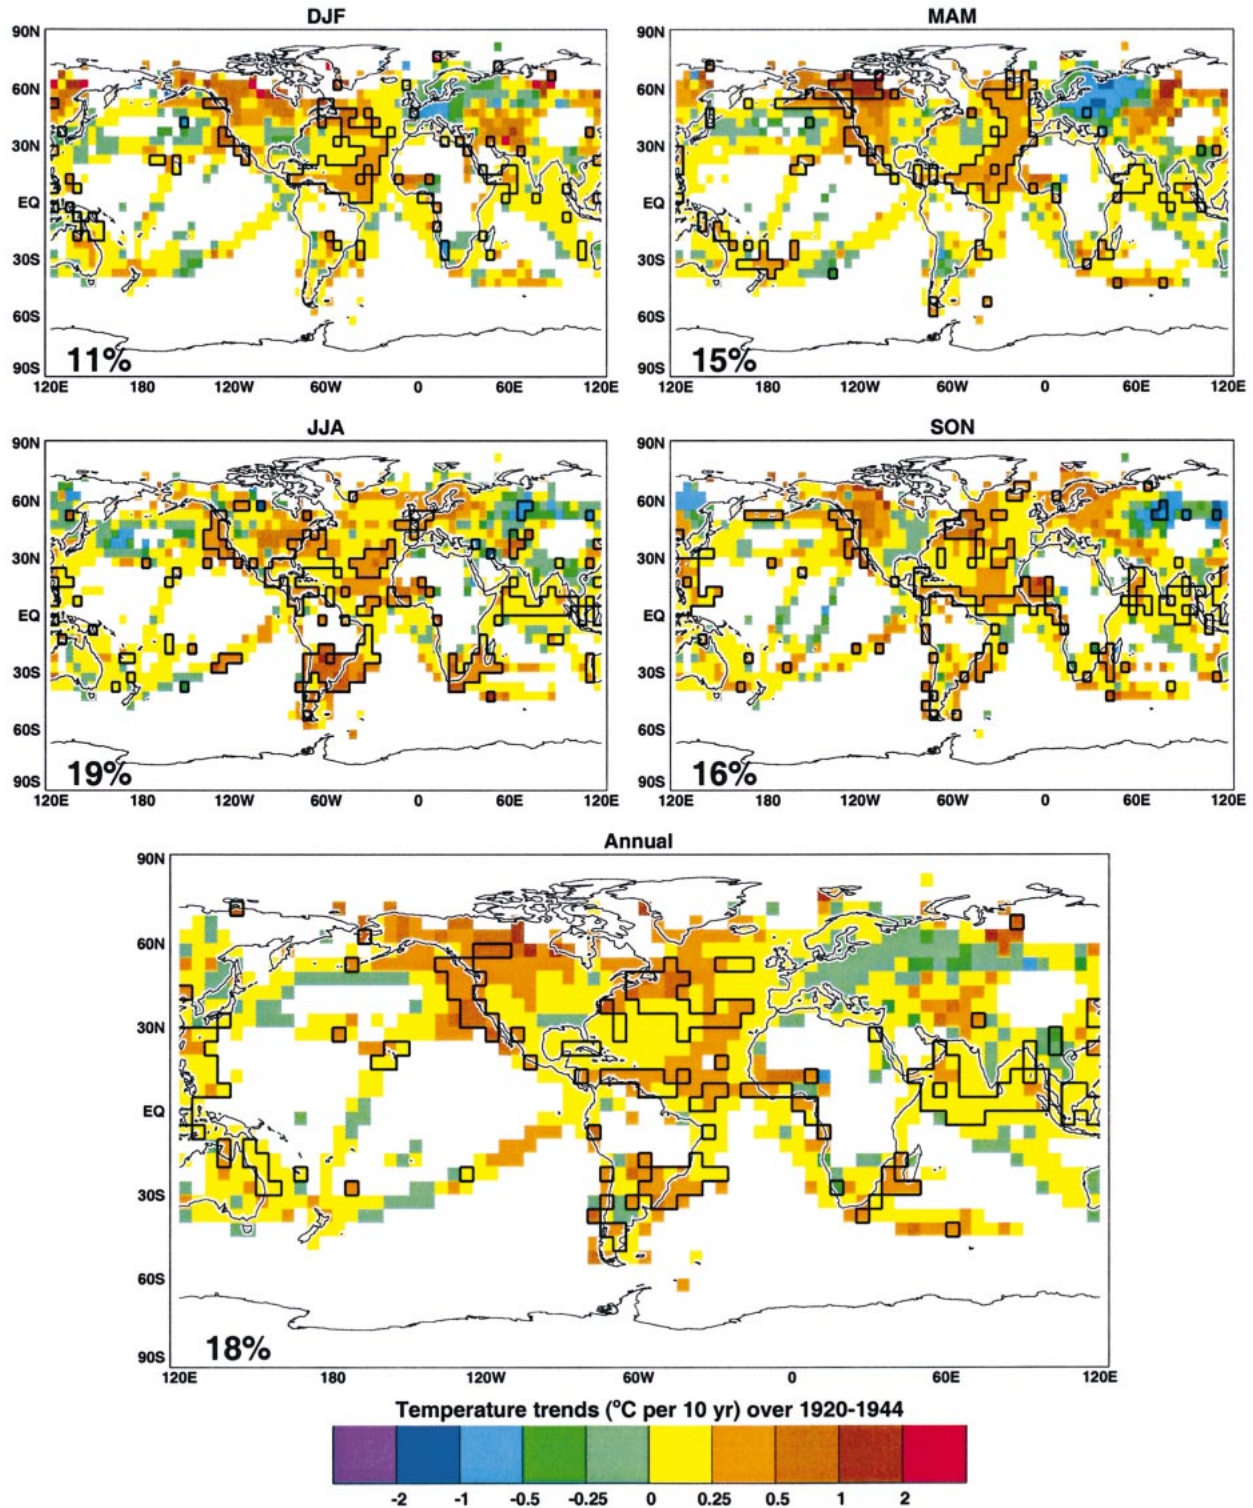 DJF
MAM
90N
60N
30N
EQ
30S
60S
90S
11%
120E 180 120W 60W 0 60E 120E
90N
60N
30N
EQ
30S
60S
90S
15%
120E 180 120W 60W 0 60E 120E
JJA
SON
90N
60N
30N
EQ
30S
60S
90S
19%
120E 180 120W 60W 0 60E 120E
90N
60N
30N
EQ
30S
60S
90S
16%
120E 180 120W 60W 0 60E 120E
Annual
90N
60N
30N
EQ
30S
60S
90S
18%
120E 180 120W 60W 0 60E 120E
Temperature trends (°C per 10 yr) over 1920-1944
-2 -1 -0.5 -0.25 0 0.25 0.5 1 2